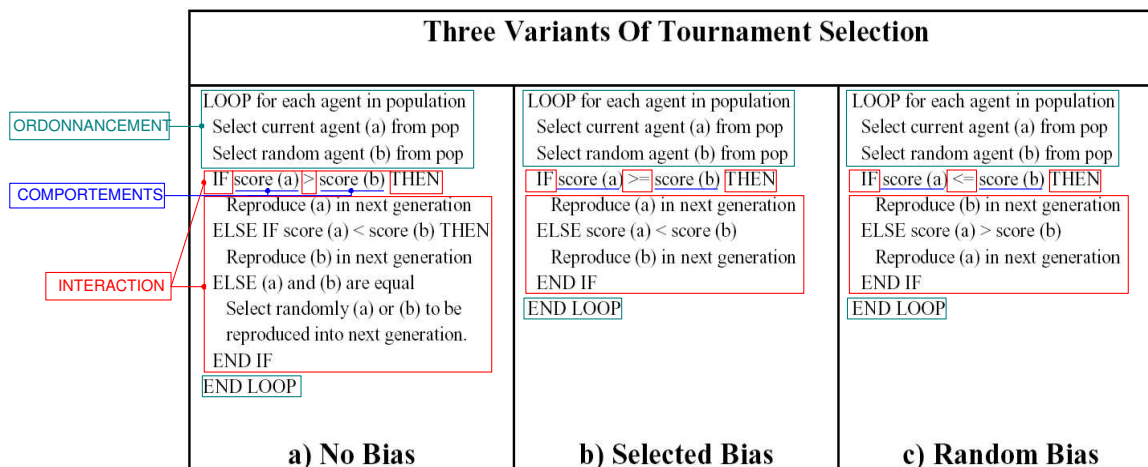 Three Variants Of Tournament Selection
ORDONNANCEMENT
COMPORTEMENTS
INTERACTION
LOOP for each agent in population
Select current agent (a) from pop
Select random agent (b) from pop
IF score (a) > score (b) THEN
Reproduce (a) in next generation
ELSE IF score (a) < score (b) THEN
Reproduce (b) in next generation
ELSE (a) and (b) are equal
Select randomly (a) or (b) to be
reproduced into next generation.
END IF
END LOOP
a) No Bias
LOOP for each agent in population
Select current agent (a) from pop
Select random agent (b) from pop
IF score (a) >= score (b) THEN
Reproduce (a) in next generation
ELSE score (a) < score (b)
Reproduce (b) in next generation
END IF
END LOOP
b) Selected Bias
LOOP for each agent in population
Select current agent (a) from pop
Select random agent (b) from pop
IF score (a) <= score (b) THEN
Reproduce (b) in next generation
ELSE score (a) > score (b)
Reproduce (a) in next generation
END IF
END LOOP
c) Random Bias